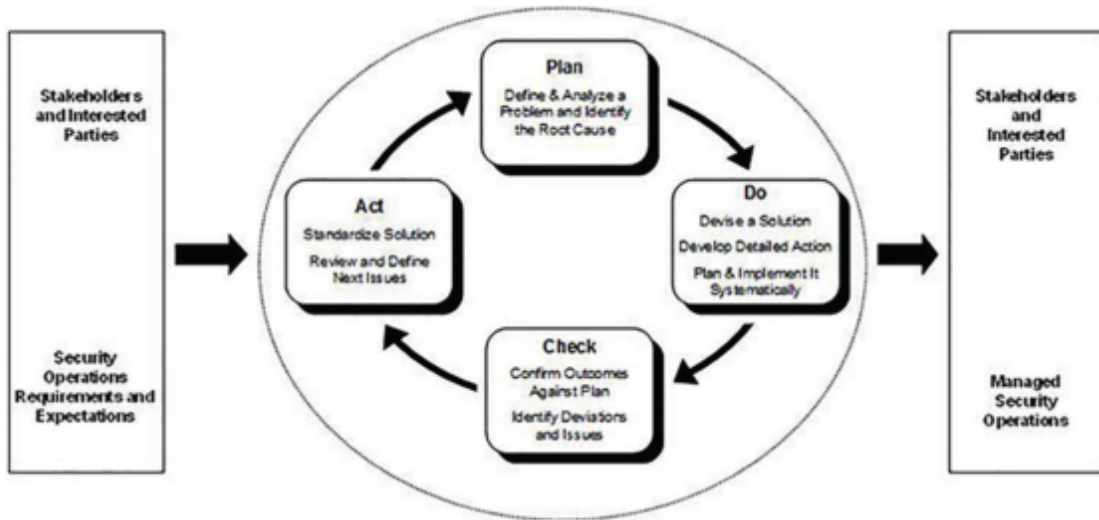 Stakeholders
and Interested
Parties
Security
Operations
Requirements and
Expectations
Plan
Define & Analyze a
Problem and Identify
the Root Cause
Do
Devise a Solution
Develop Detailed Action
Plan & Implement It
Systematically
Check
Confirm Outcomes
Against Plan
Identify Deviations
and Issues
Act
Standardize Solution
Review and Define
Next Issues
Stakeholders
and
Interested
Parties
Managed
Security
Operations